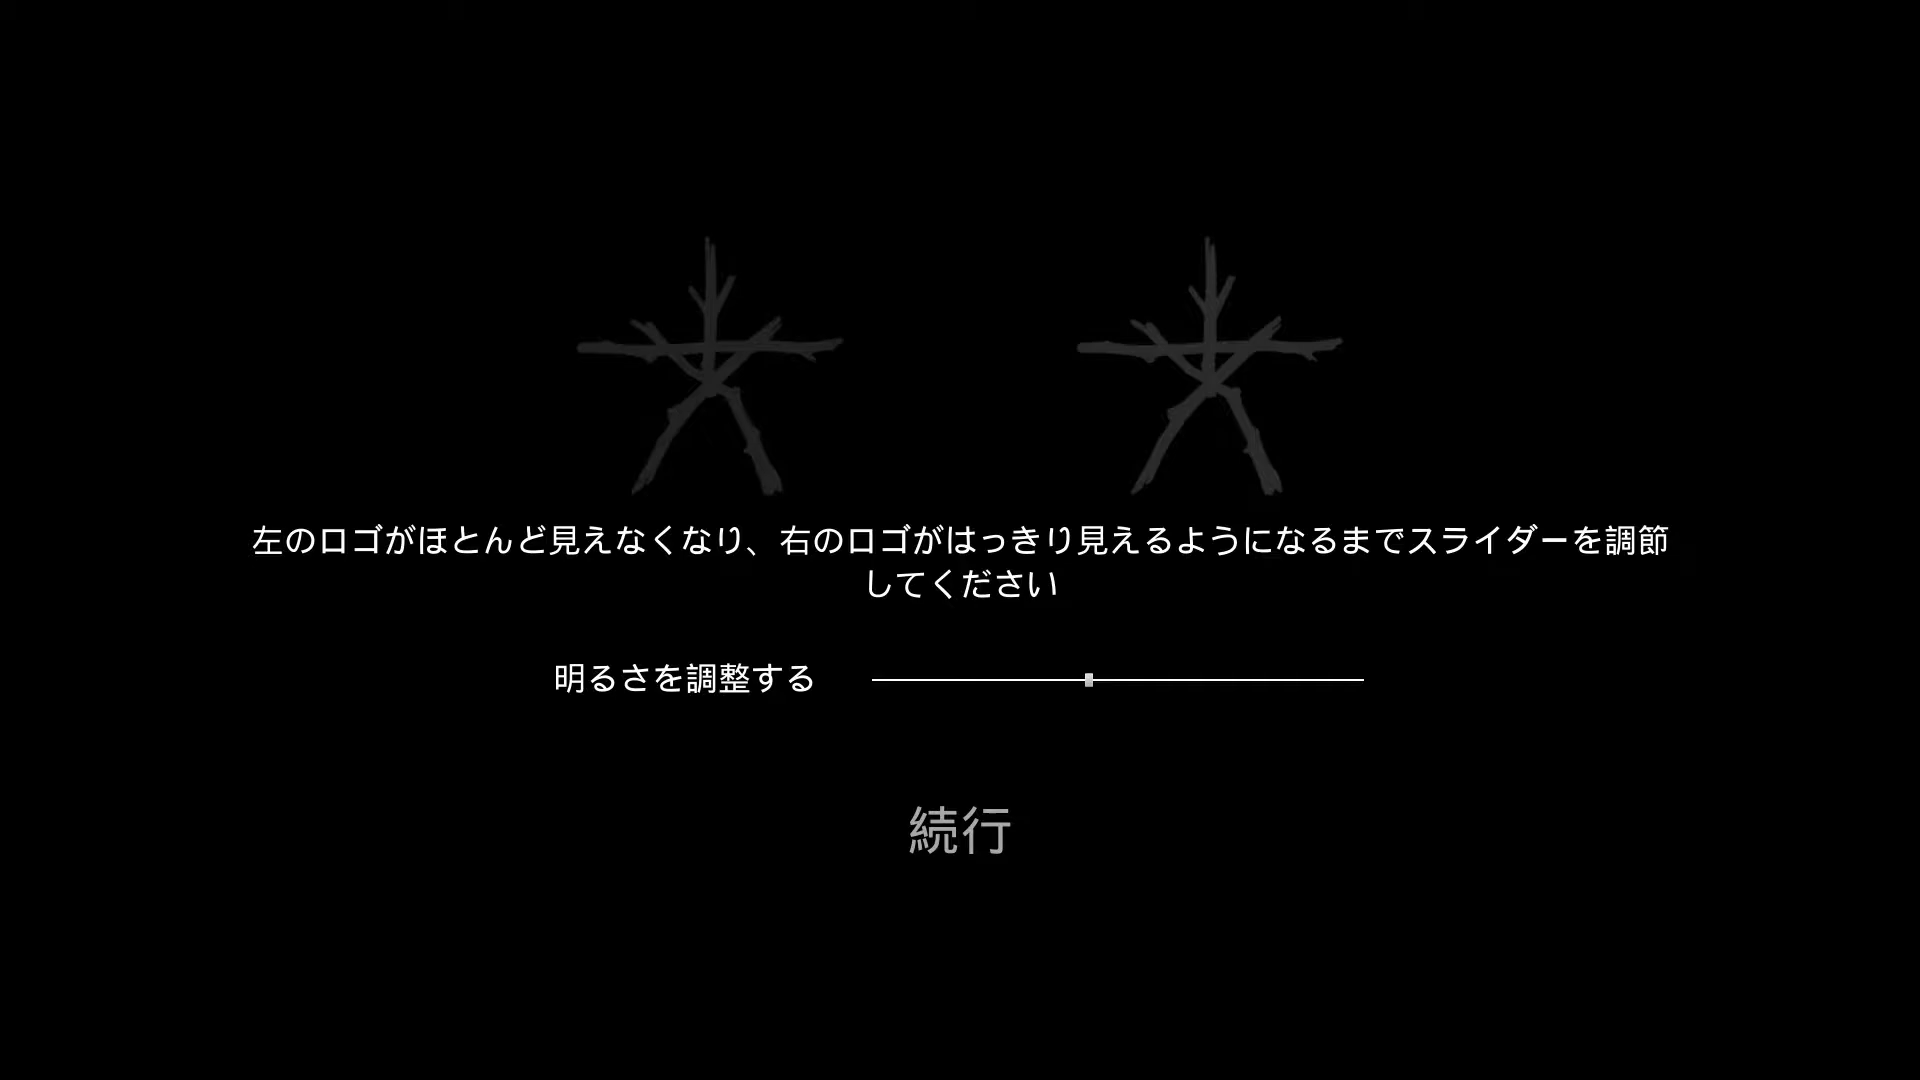 左のロゴがほとんど見えなくなり、右のロゴがはっきり見えるようになるまでスライダーを調節
してください
明るさを調整する
続行